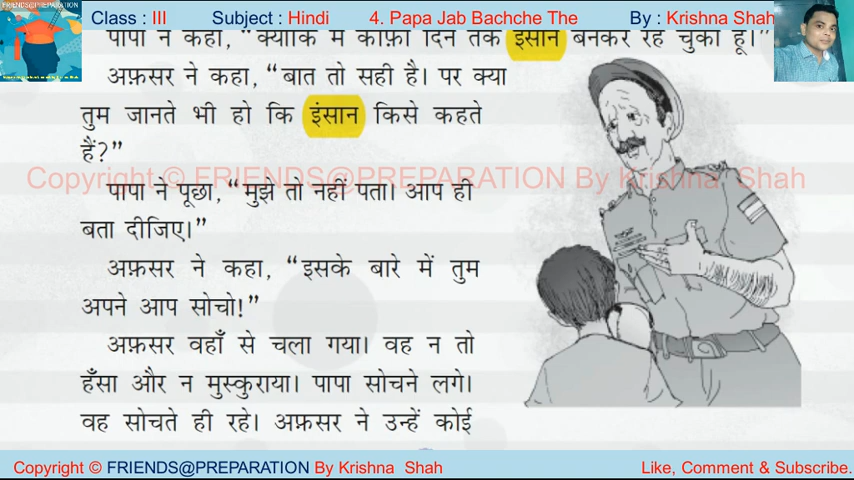 FRIENDS@PREPARATION
Class : III Subject : Hindi 4. Papa Jab Bachche The By : Krishna Shah
पापा ने कहा, “क्योंकि मैं काफ़ी दिन तक इंसान बनकर रह चुका हूँ।”
अफ़सर ने कहा, “बात तो सही है। पर क्या
तुम जानते भी हो कि इंसान किसे कहते
हैं?”
Copyright © FRIENDS@PREPARATION By Krishna Shah
पापा ने पूछा, “मुझे तो नहीं पता। आप ही
बता दीजिए।”
अफ़सर ने कहा, “इसके बारे में तुम
अपने आप सोचो!”
अफ़सर वहाँ से चला गया। वह न तो
हँसा और न मुस्कुराया। पापा सोचने लगे।
वह सोचते ही रहे। अफ़सर ने उन्हें कोई
Copyright © FRIENDS@PREPARATION By Krishna Shah Like, Comment & Subscribe.